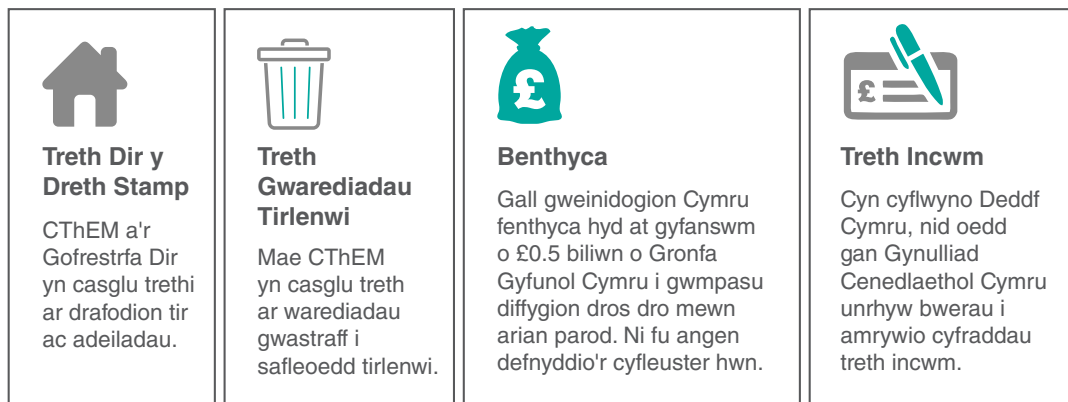 Treth Dir y
Dreth Stamp
CThEM a'r
Gofrestrfa Dir
yn casglu trethi
ar drafodion tir
ac adeiladau.
Treth
Gwarediadau
Tirlenwi
Mae CThEM
yn casglu treth
ar warediadau
gwastraff i
safleoedd tirlenwi.
£
Benthyca
Gall gweinidogion Cymru
fenthyca hyd at gyfanswm
o £0.5 biliwn o Gronfa
Gyfunol Cymru i gwmpasu
diffygion dros dro mewn
arian parod. Ni fu angen
defnyddio'r cyfleuster hwn.
£
Treth Incwm
Cyn cyflwyno Deddf
Cymru, nid oedd
gan Gynulliad
Cenedlaethol Cymru
unrhyw bwerau i
amrywio cyfraddau
treth incwm.